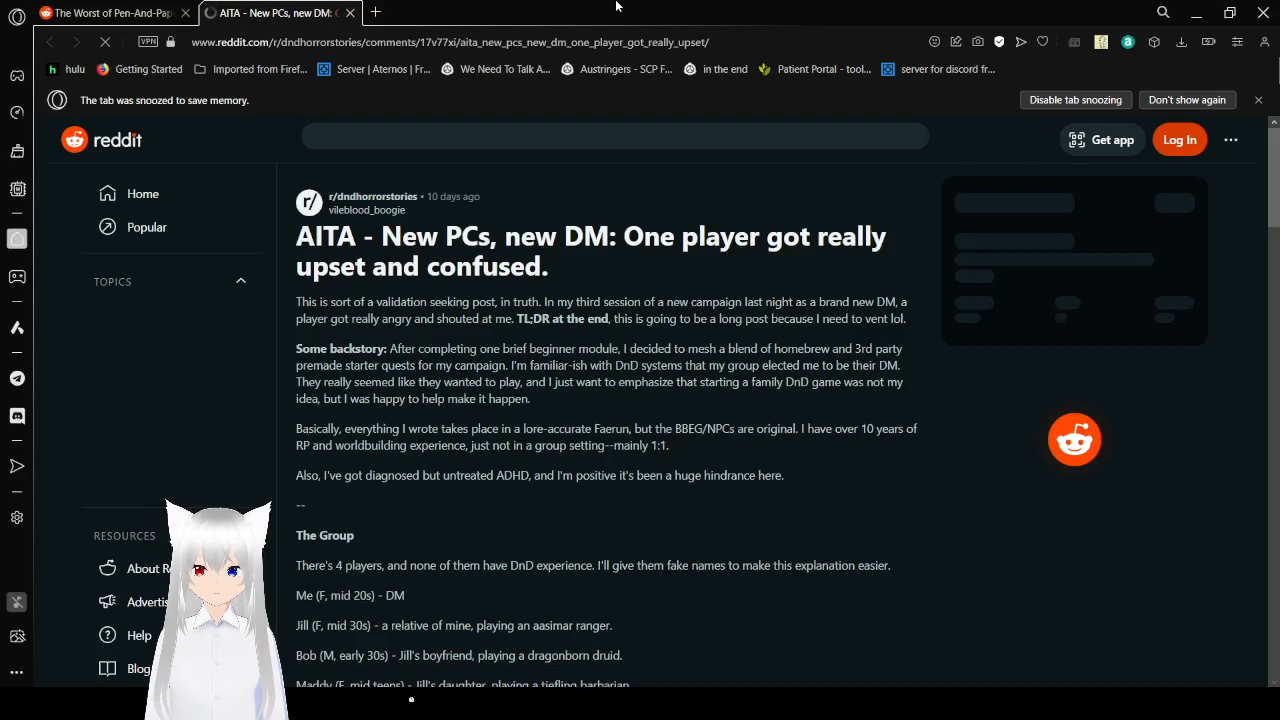 The Worst of Pen-And-Pap
AITA - New PCs, new DM: 
VPN
www.reddit.com/r/dndhorrorstories/comments/17v77xi/aita_new_pcs_new_dm_one_player_got_really_upset/
hulu
Getting Started
Imported from Firef...
Server | Aternos | Fr...
We Need To Talk A...
Austringers - SCP F...
in the end
Patient Portal - tool...
server for discord fr...
The tab was snoozed to save memory.
Disable tab snoozing
Don't show again
reddit
Get app
Log In
Home
Popular
TOPICS
RESOURCES
About Re
Advertis
Help
Blog
r/dndhorrorstories • 10 days ago
vileblood_boogie
AITA - New PCs, new DM: One player got really
upset and confused.
This is sort of a validation seeking post, in truth. In my third session of a new campaign last night as a brand new DM, a
player got really angry and shouted at me. TL;DR at the end, this is going to be a long post because I need to vent lol.
Some backstory: After completing one brief beginner module, I decided to mesh a blend of homebrew and 3rd party
premade starter quests for my campaign. I'm familiar-ish with DnD systems that my group elected me to be their DM.
They really seemed like they wanted to play, and I just want to emphasize that starting a family DnD game was not my
idea, but I was happy to help make it happen.
Basically, everything I wrote takes place in a lore-accurate Faerun, but the BBEG/NPCs are original. I have over 10 years of
RP and worldbuilding experience, just not in a group setting--mainly 1:1.
Also, I've got diagnosed but untreated ADHD, and I'm positive it's been a huge hindrance here.
--
The Group
There's 4 players, and none of them have DnD experience. I'll give them fake names to make this explanation easier.
Me (F, mid 20s) - DM
Jill (F, mid 30s) - a relative of mine, playing an aasimar ranger.
Bob (M, early 30s) - Jill's boyfriend, playing a dragonborn druid.
Maddy (F, mid teens) - Jill's daughter, playing a tiefling barbarian.